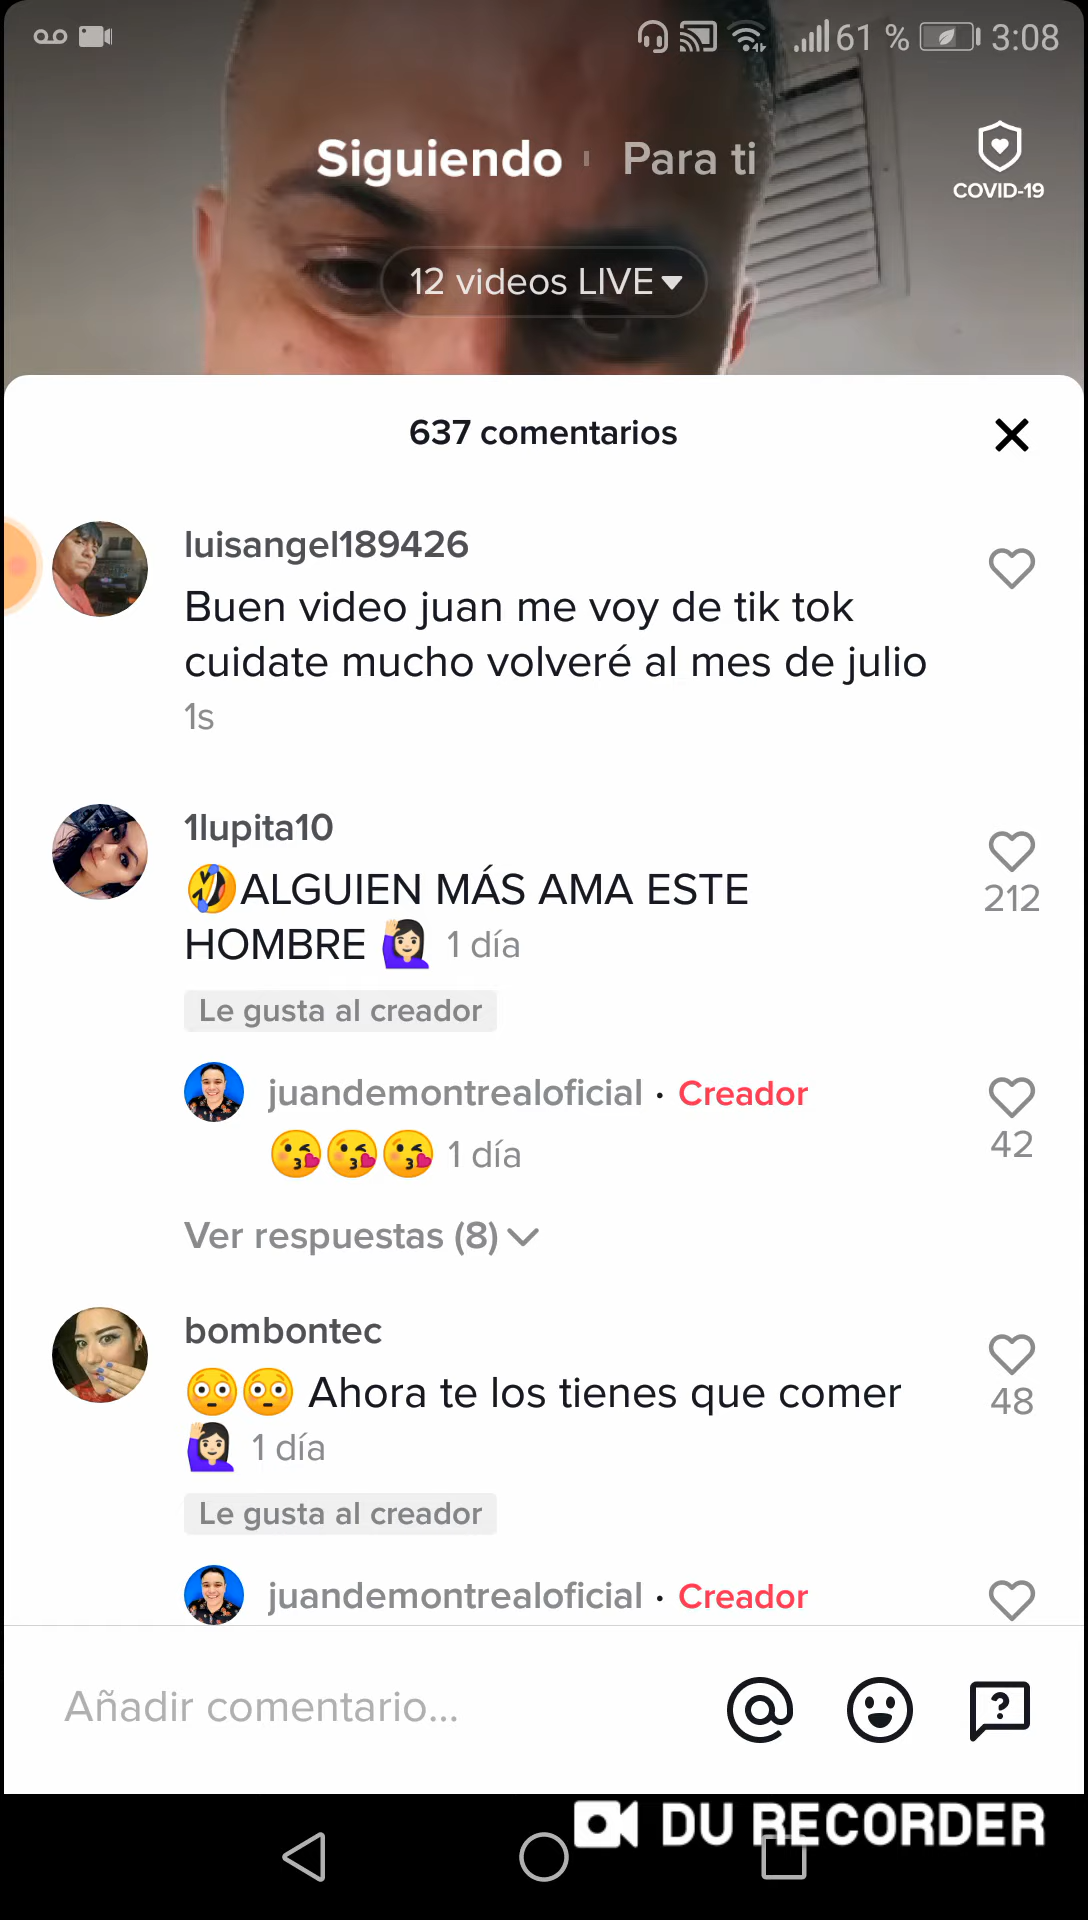 61 % 3:08
Siguiendo Para ti
COVID-19
12 videos LIVE
637 comentarios
luisangel189426
Buen video juan me voy de tik tok
cuidate mucho volveré al mes de julio
1s
1lupita10
🤣ALGUIEN MÁS AMA ESTE
HOMBRE 🙋🏻‍♀️ 1 día
212
Le gusta al creador
juandemontrealoficial · Creador
😘😘😘 1 día
42
Ver respuestas (8)
bombontec
😳😳 Ahora te los tienes que comer
🙋🏻‍♀️ 1 día
48
Le gusta al creador
juandemontrealoficial · Creador
Añadir comentario...
DU RECORDER